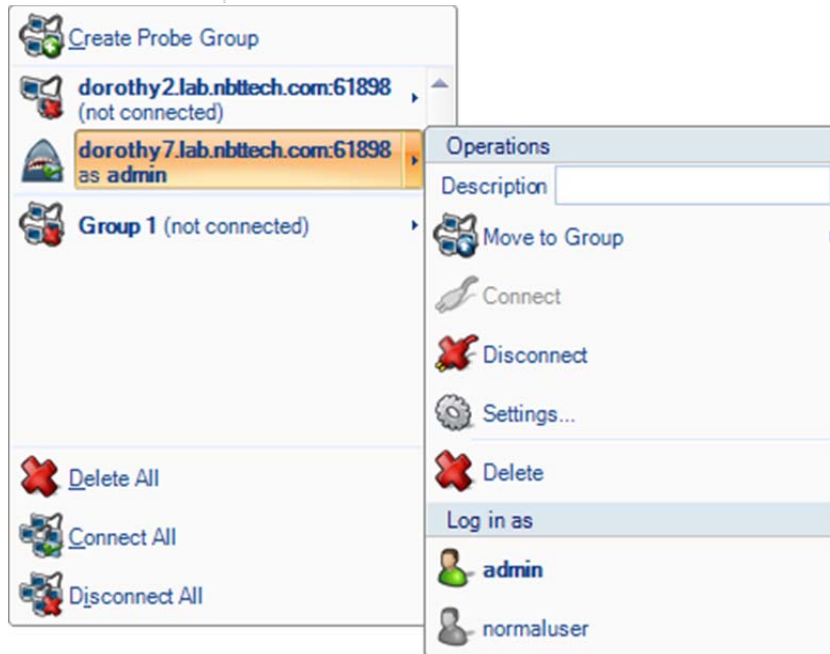 Create Probe Group
dorothy2.lab.nbttech.com:61898
(not connected)
dorothy7.lab.nbttech.com:61898
as admin
Group 1 (not connected)
Delete All
Connect All
Disconnect All
Operations
Description
Move to Group
Connect
Disconnect
Settings...
Delete
Log in as
admin
normaluser